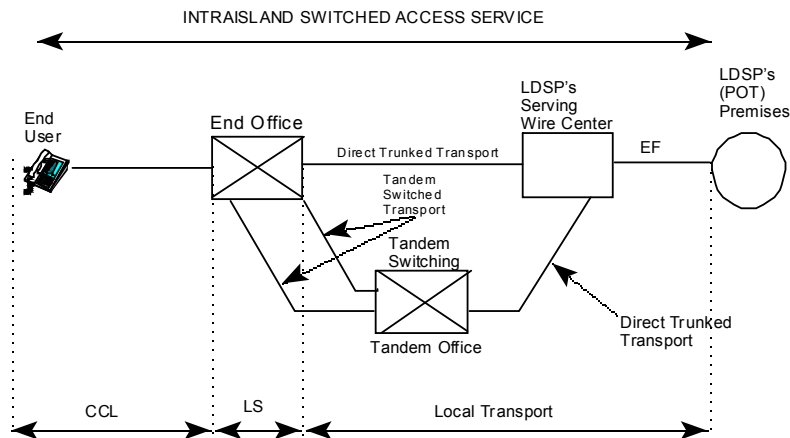 INTRAISLAND SWITCHED ACCESS SERVICE
LDSP's
(POT)
Premises
LDSP's
Serving
Wire Center
End
User
End Office
Direct Trunked Transport
EF
Tandem
Switched
Transport
Tandem
Switching
Tandem Office
Direct Trunked
Transport
CCL
LS
Local Transport